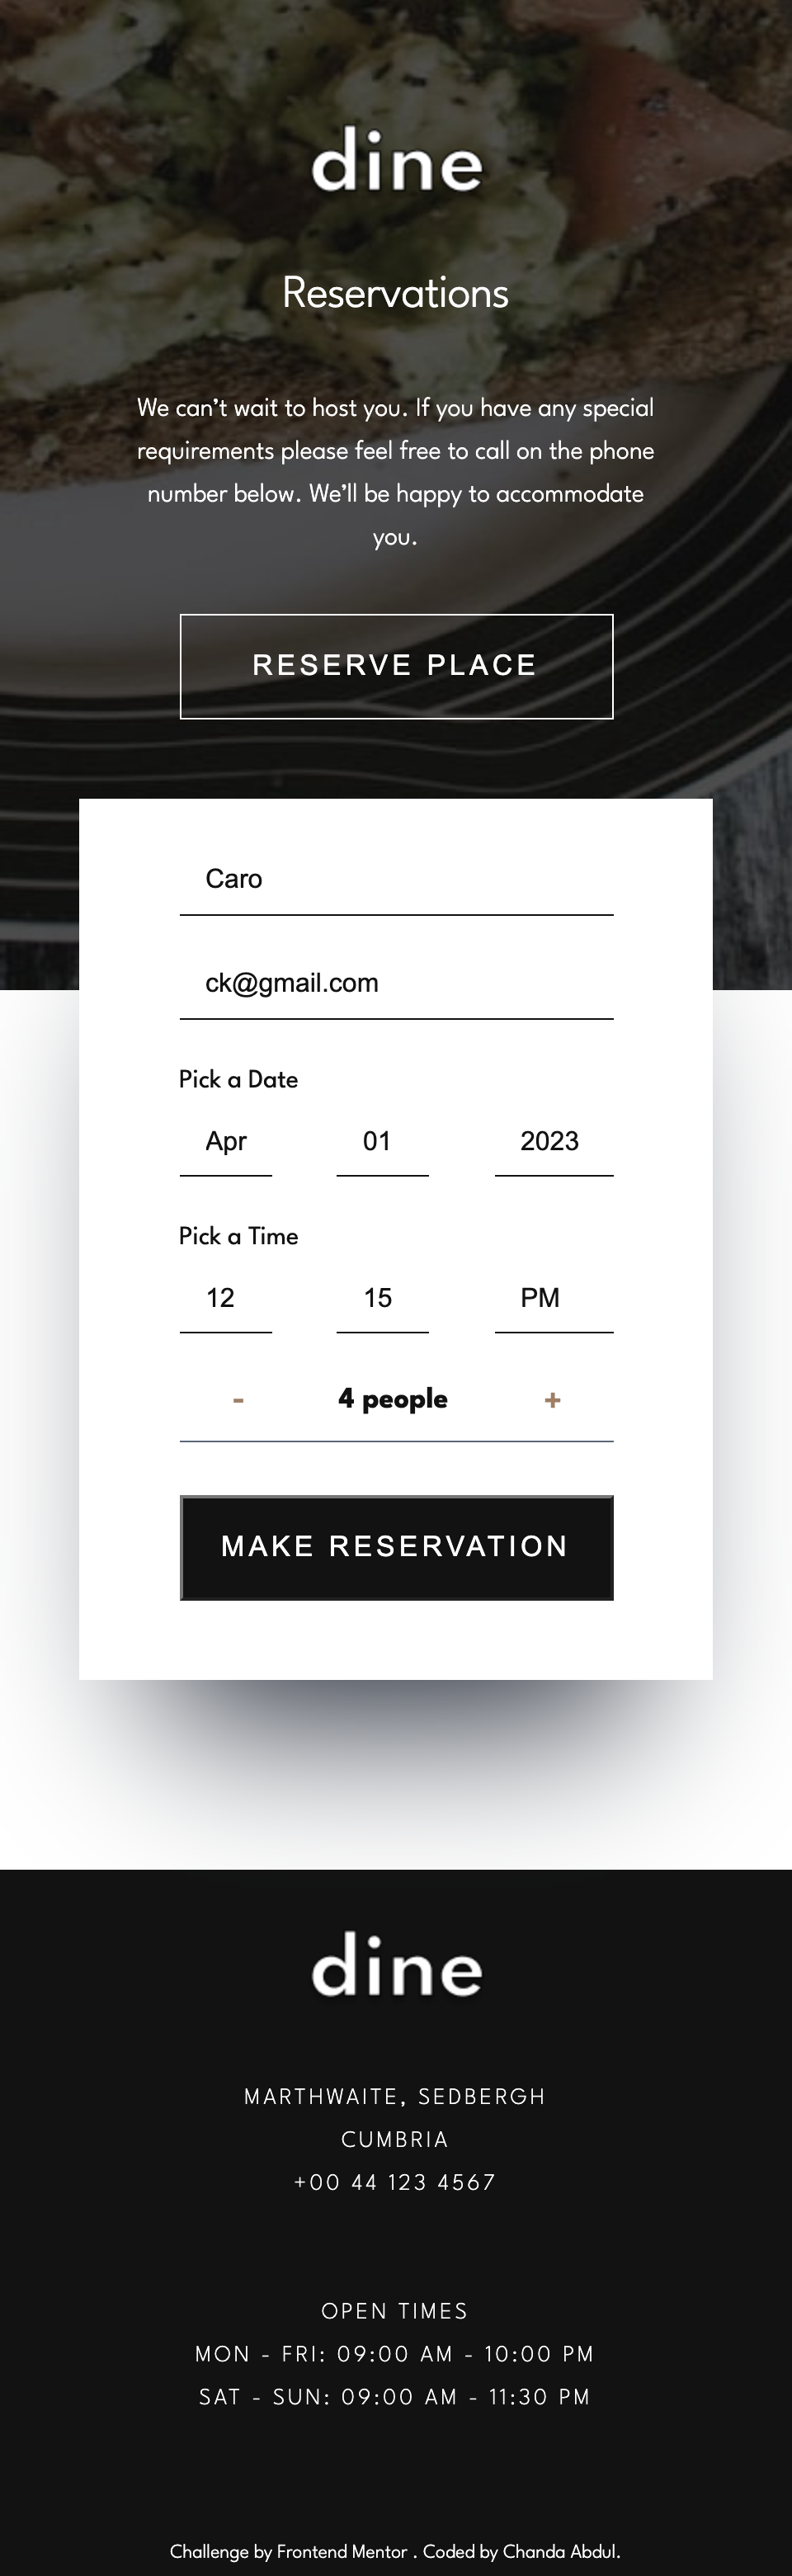 dine
Reservations
We can’t wait to host you. If you have any special
requirements please feel free to call on the phone
number below. We’ll be happy to accommodate
you.
RESERVE PLACE
Caro
ck@gmail.com
Pick a Date
Apr 01 2023
Pick a Time
12 15 PM
- 4 people +
MAKE RESERVATION
dine
MARTHWAITE, SEDBERGH
CUMBRIA
+00 44 123 4567
OPEN TIMES
MON - FRI: 09:00 AM - 10:00 PM
SAT - SUN: 09:00 AM - 11:30 PM
Challenge by Frontend Mentor . Coded by Chanda Abdul.